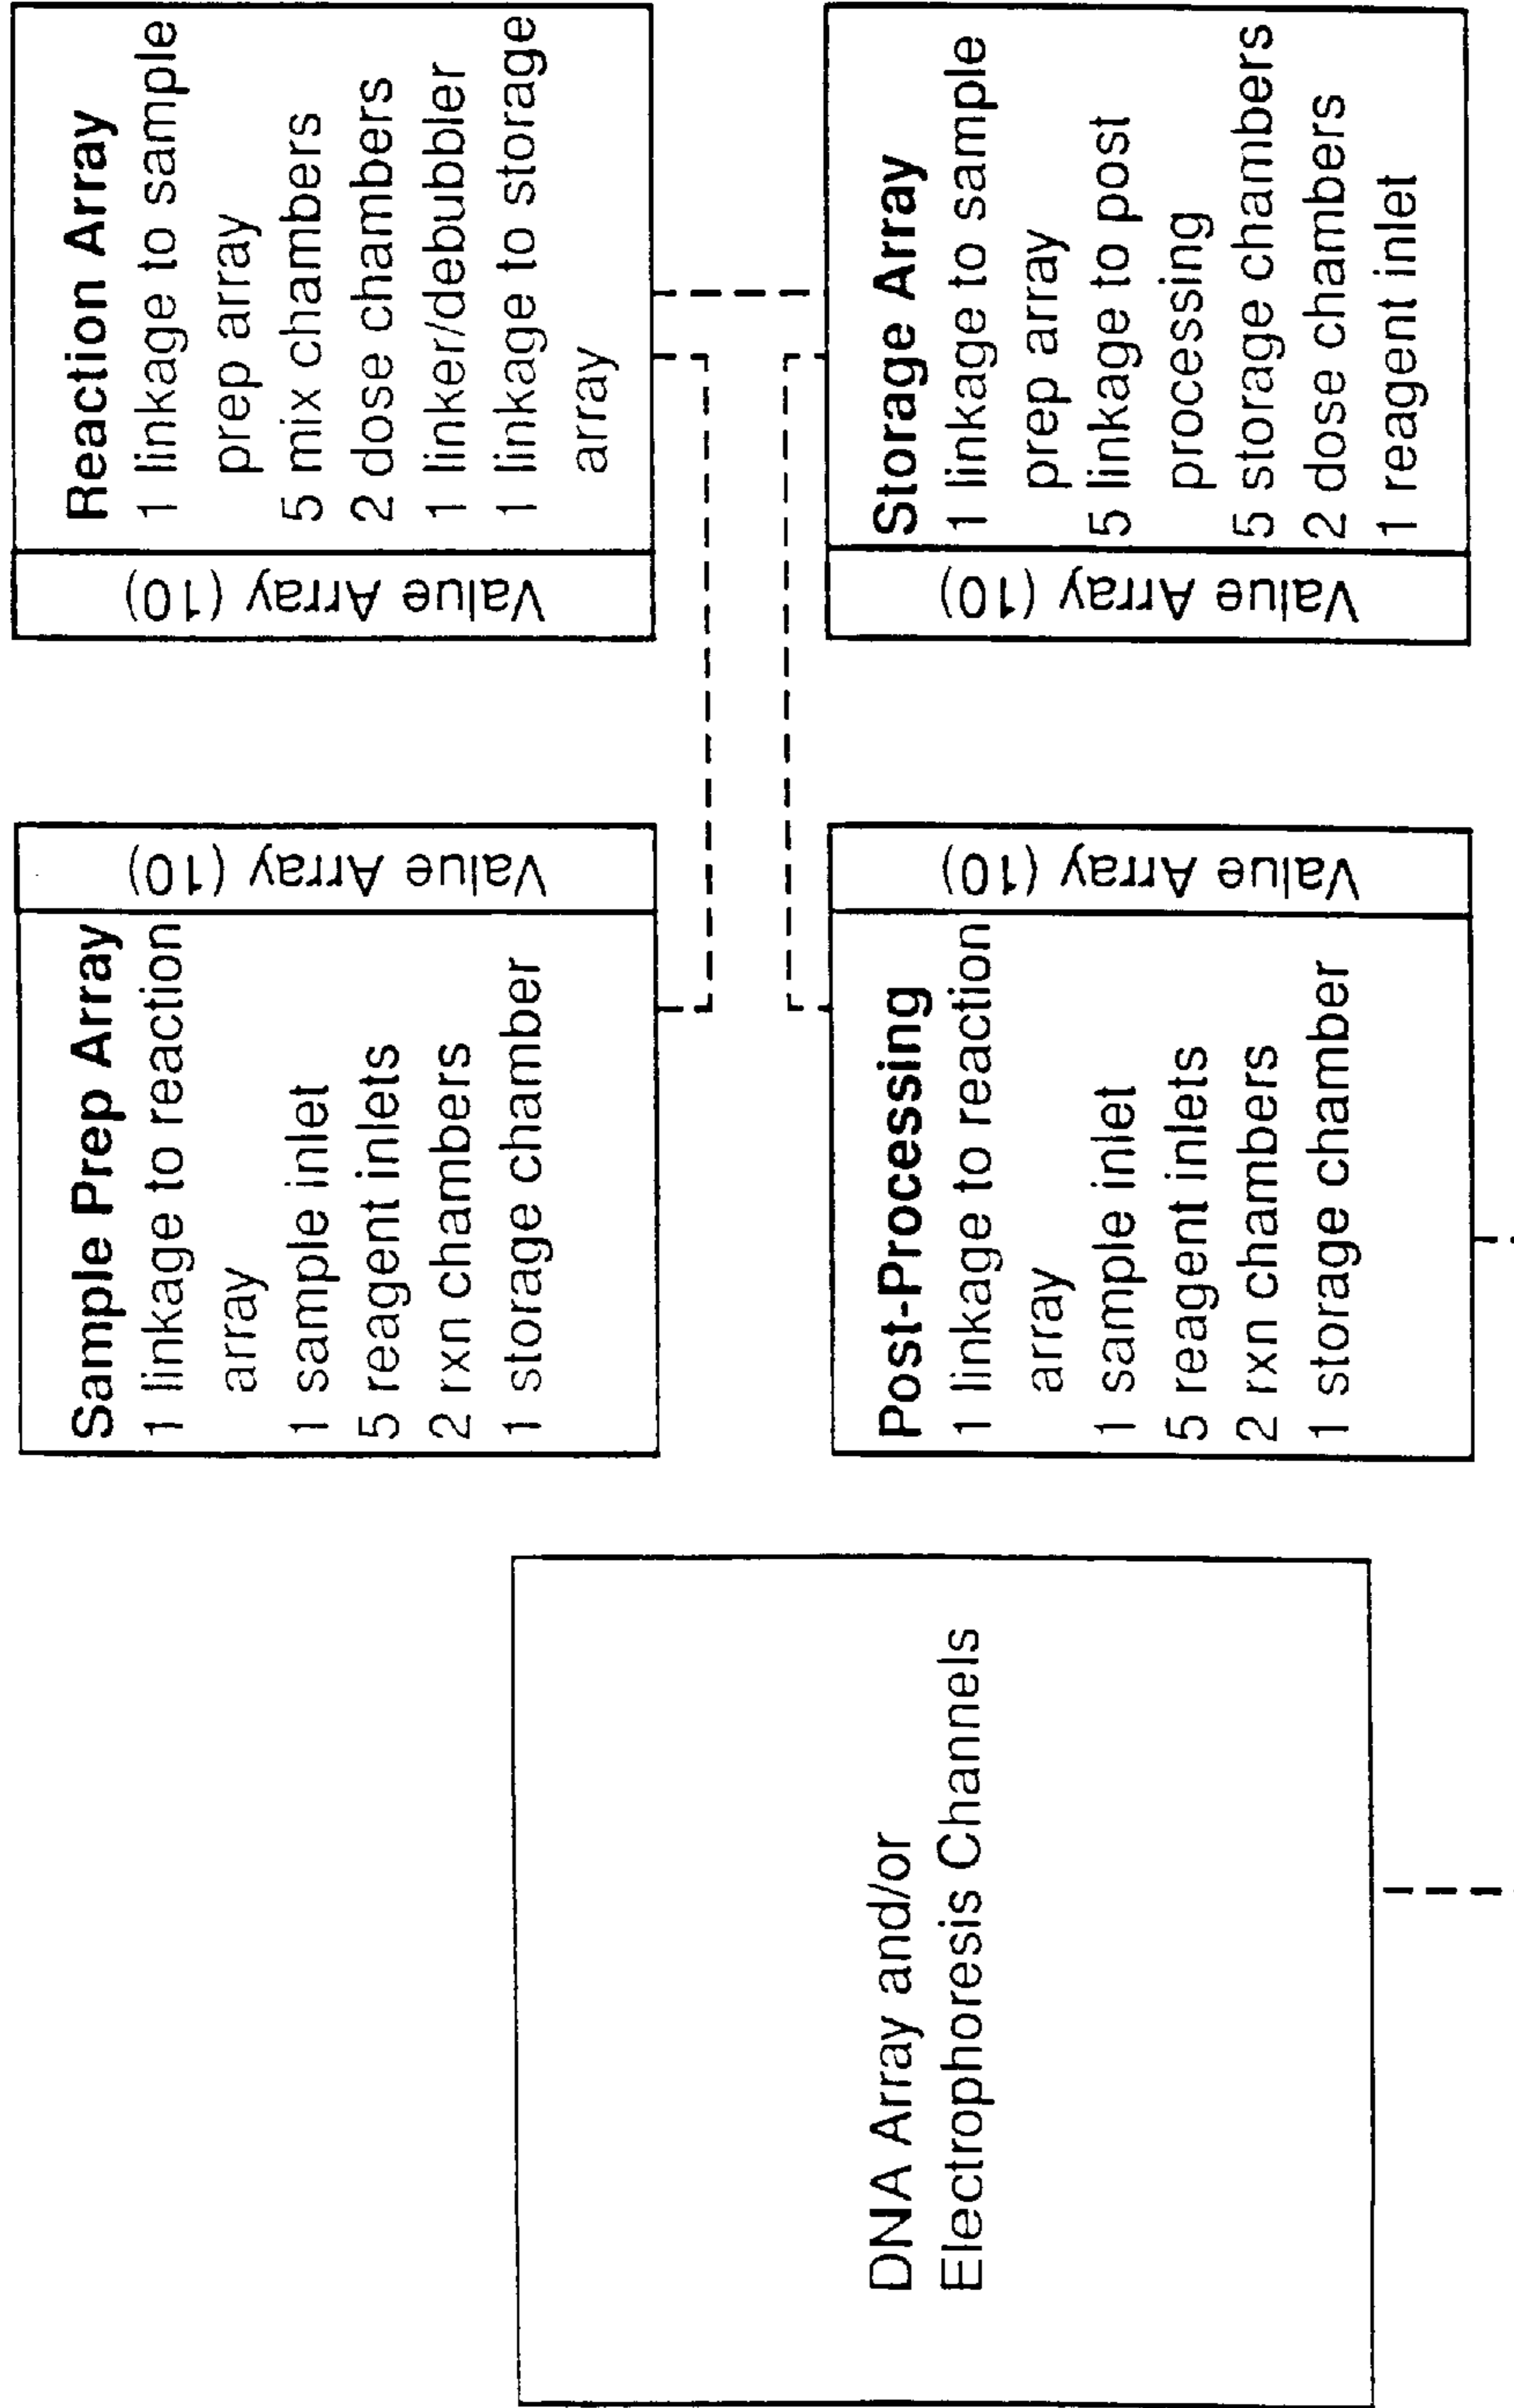 Sample Prep Array
1 linkage to reaction
array
1 sample inlet
5 reagent inlets
2 rxn chambers
1 storage chamber
Value Array (10)
Reaction Array
1 linkage to sample
prep array
5 mix chambers
2 dose chambers
1 linker/debubbler
1 linkage to storage
array
Value Array (10)
DNA Array and/or
Electrophoresis Channels
Post-Processing
1 linkage to reaction
array
1 sample inlet
5 reagent inlets
2 rxn chambers
1 storage chamber
Value Array (10)
Storage Array
1 linkage to sample
prep array
5 linkage to post
processing
5 storage chambers
2 dose chambers
1 reagent inlet
Value Array (10)